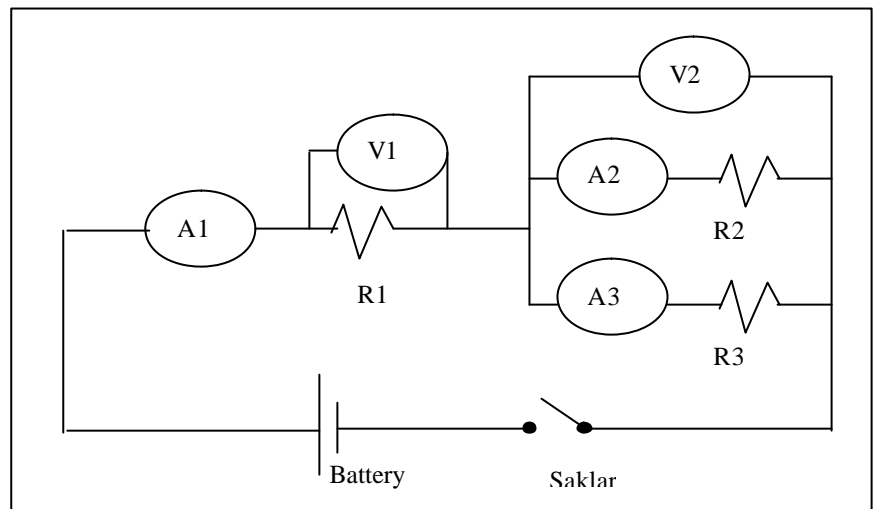 V2
V1
A2
A1
R2
R1
A3
R3
Battery
Saklar